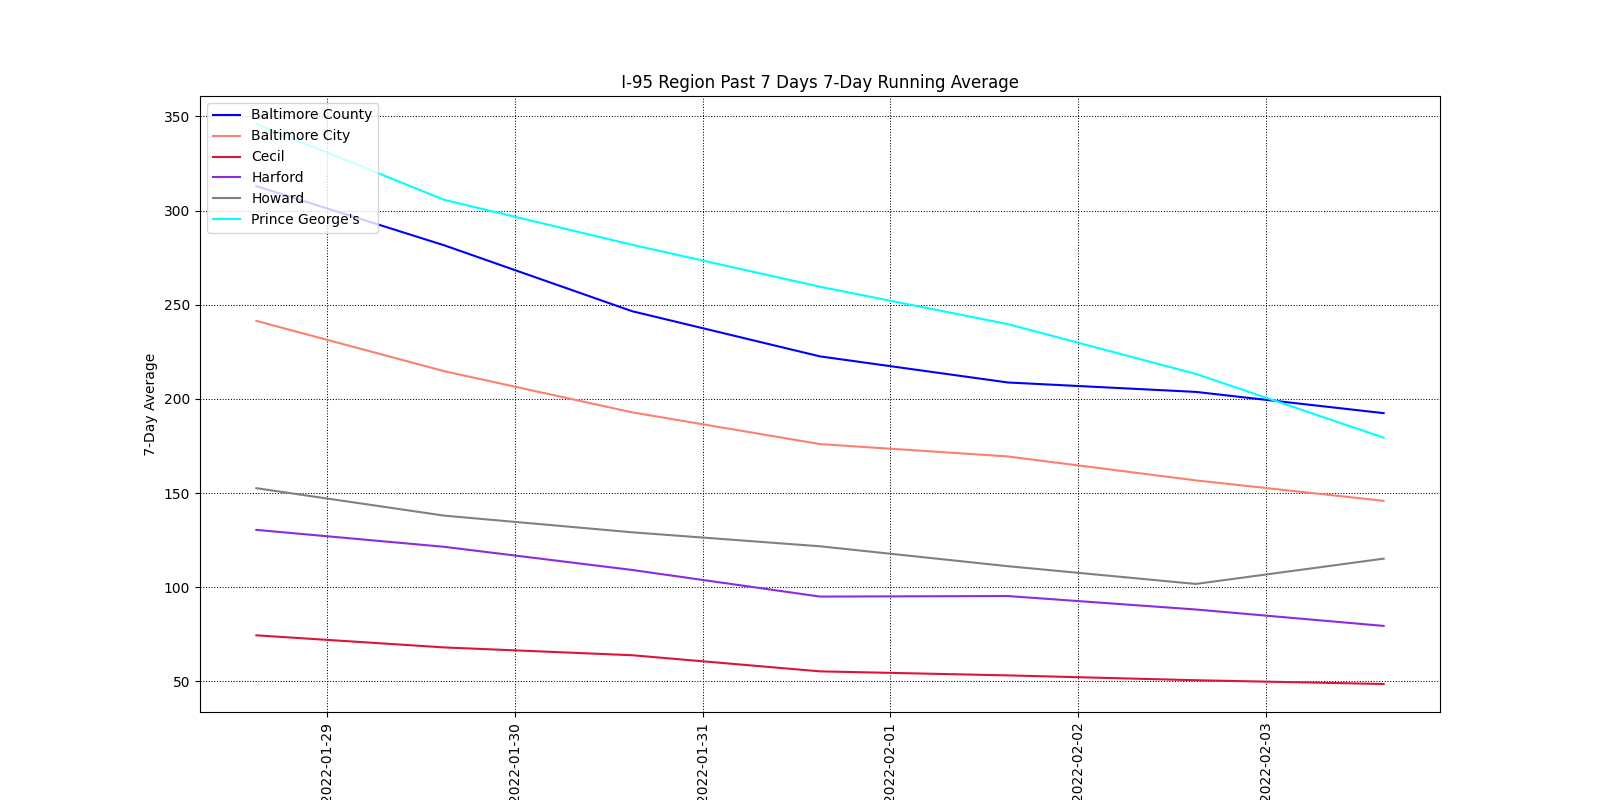 I-95 Region Past 7 Days 7-Day Running Average
Baltimore County
Baltimore City
Cecil
Harford
Howard
Prince George's
7-Day Average
350
300
250
200
150
100
50
2022-01-29
2022-01-30
2022-01-31
2022-02-01
2022-02-02
2022-02-03